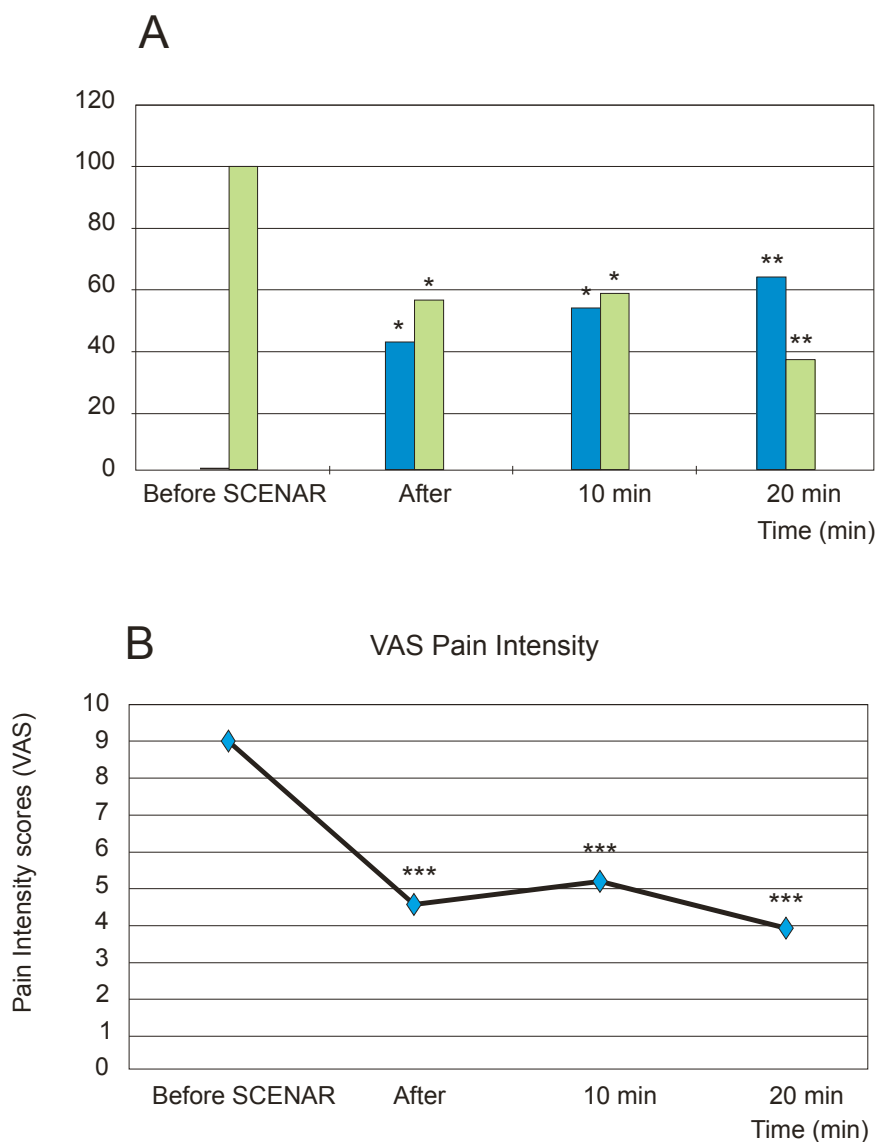 A
120
100
80
60
40
20
0
* * * * ** **
Before SCENAR After 10 min 20 min
Time (min)
B VAS Pain Intensity
Pain Intensity scores (VAS)
10
9
8
7
6
5
4
3
2
1
0
*** *** ***
Before SCENAR After 10 min 20 min
Time (min)